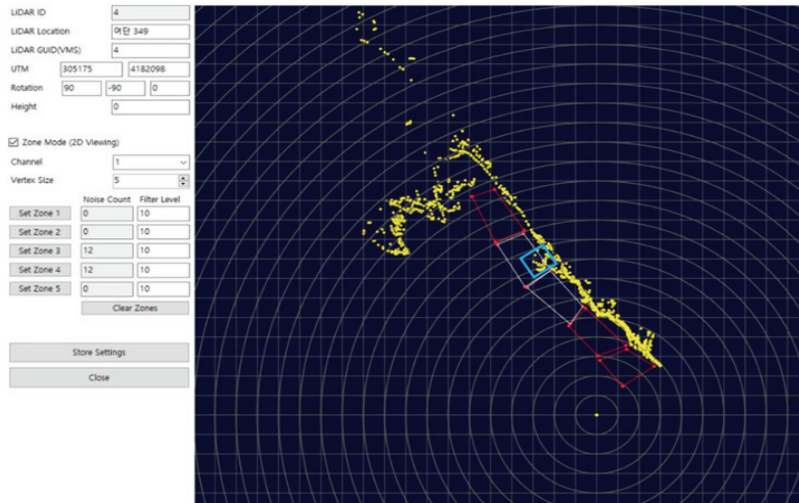 LiDAR ID 4
LiDAR Location 여단 349
LiDAR GUID(VMS) 4
UTM 305175 4182098
Rotation 90 -90 0
Height 0
Zone Mode (2D Viewing)
Channel 1
Vertex Size 5
Noise Count Filter Level
Set Zone 1 0 10
Set Zone 2 0 10
Set Zone 3 12 10
Set Zone 4 12 10
Set Zone 5 0 10
Clear Zones
Store Settings
Close